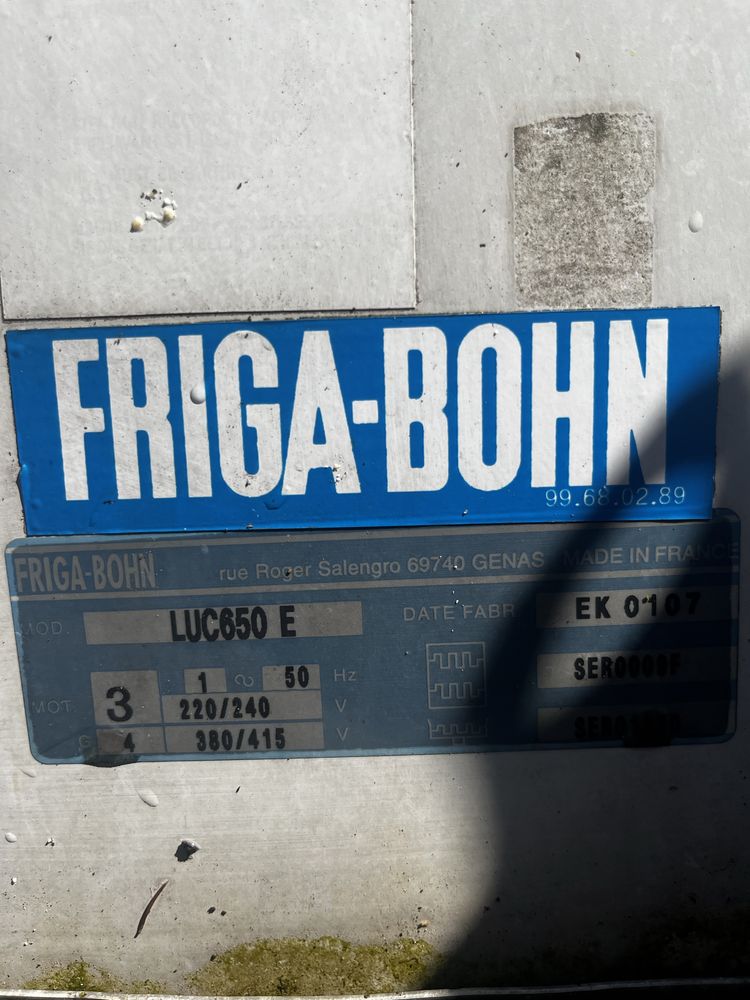 FRIGA-BOHN
99.68.02.89
FRIGA-BOHN rue Roger Salengro 69740 GENAS MADE IN FRANCE
MOD. LUC650 E DATE FABR EK 0107
MOT. 3 1 50 Hz
220/240 V
4 380/415 V